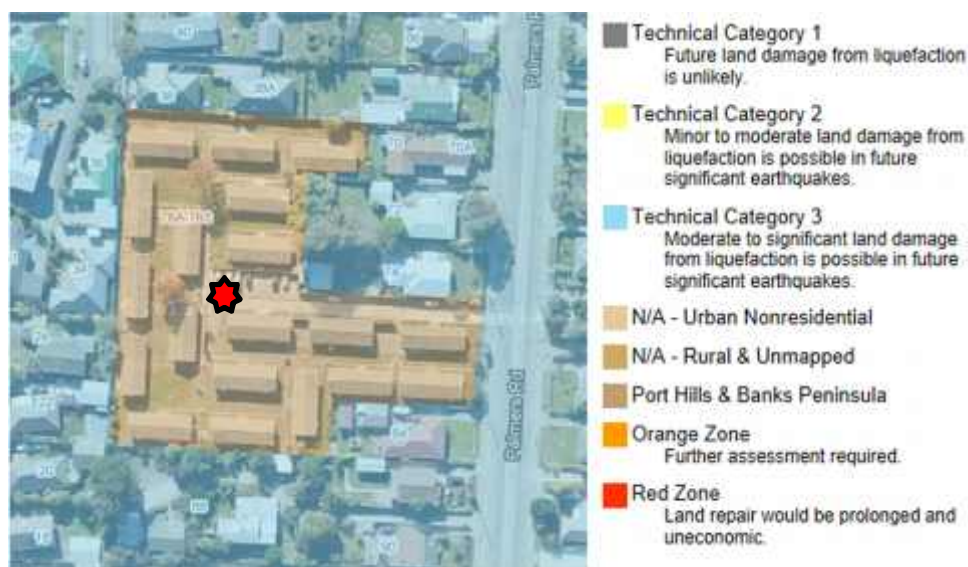 Palmers Rd
Technical Category 1
Future land damage from liquefaction
is unlikely.
Technical Category 2
Minor to moderate land damage from
liquefaction is possible in future
significant earthquakes.
Technical Category 3
Moderate to significant land damage
from liquefaction is possible in future
significant earthquakes.
N/A - Urban Nonresidential
N/A - Rural & Unmapped
Port Hills & Banks Peninsula
Orange Zone
Further assessment required.
Red Zone
Land repair would be prolonged and
uneconomic.